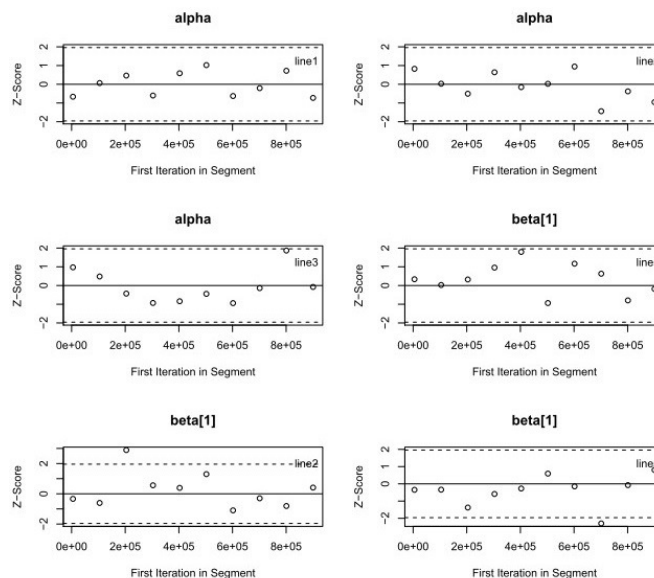 alpha
Z-Score
2
1
0
−2
line1
0e+00 2e+05 4e+05 6e+05 8e+05
First Iteration in Segment
alpha
Z-Score
2
1
0
−2
line
0e+00 2e+05 4e+05 6e+05 8e+05
First Iteration in Segment
alpha
Z-Score
2
1
0
−2
line3
0e+00 2e+05 4e+05 6e+05 8e+05
First Iteration in Segment
beta[1]
Z-Score
2
1
0
−2
line
0e+00 2e+05 4e+05 6e+05 8e+05
First Iteration in Segment
beta[1]
Z-Score
2
0
−2
line2
0e+00 2e+05 4e+05 6e+05 8e+05
First Iteration in Segment
beta[1]
Z-Score
2
1
0
−2
line
0e+00 2e+05 4e+05 6e+05 8e+05
First Iteration in Segment